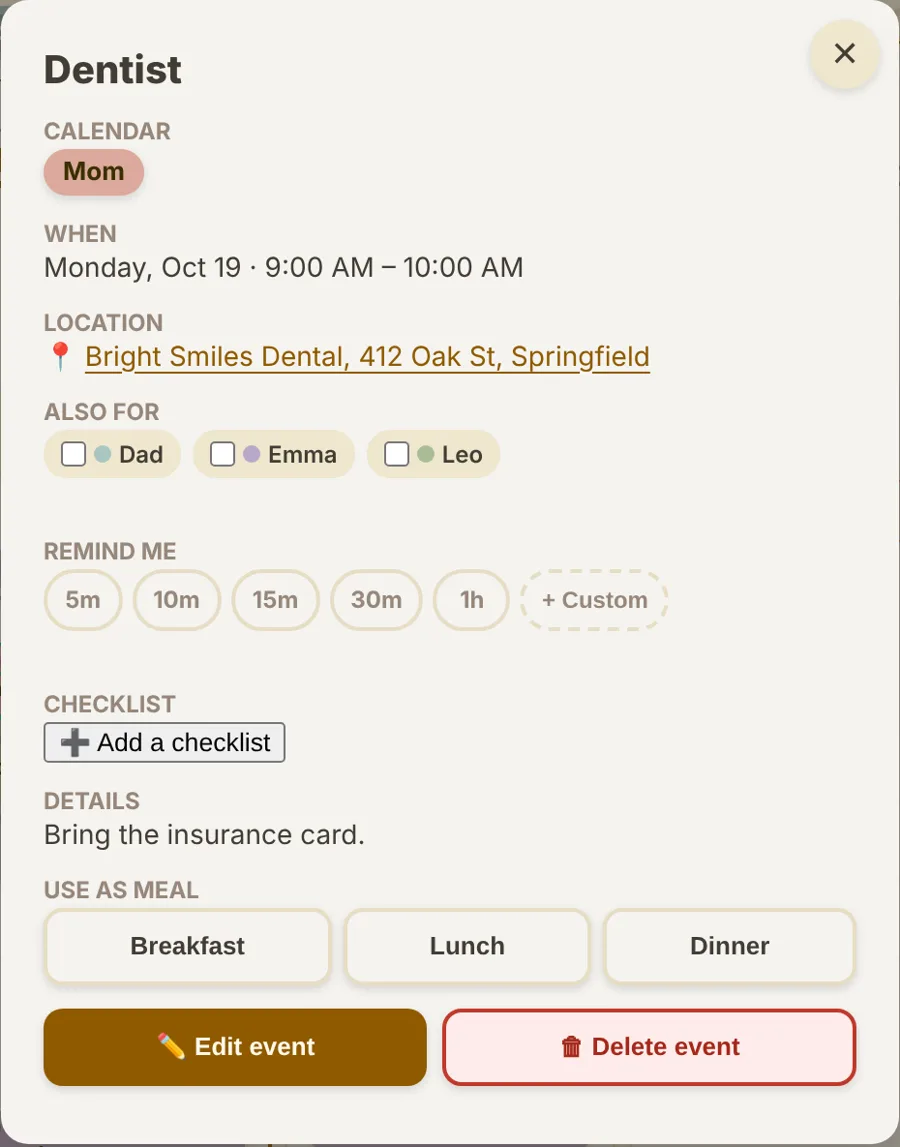 Dentist
✕
CALENDAR
Mom
WHEN
Monday, Oct 19 · 9:00 AM – 10:00 AM
LOCATION
📍 Bright Smiles Dental, 412 Oak St, Springfield
ALSO FOR
Dad Emma Leo
REMIND ME
5m 10m 15m 30m 1h + Custom
CHECKLIST
➕ Add a checklist
DETAILS
Bring the insurance card.
USE AS MEAL
Breakfast Lunch Dinner
✏️ Edit event 🗑 Delete event